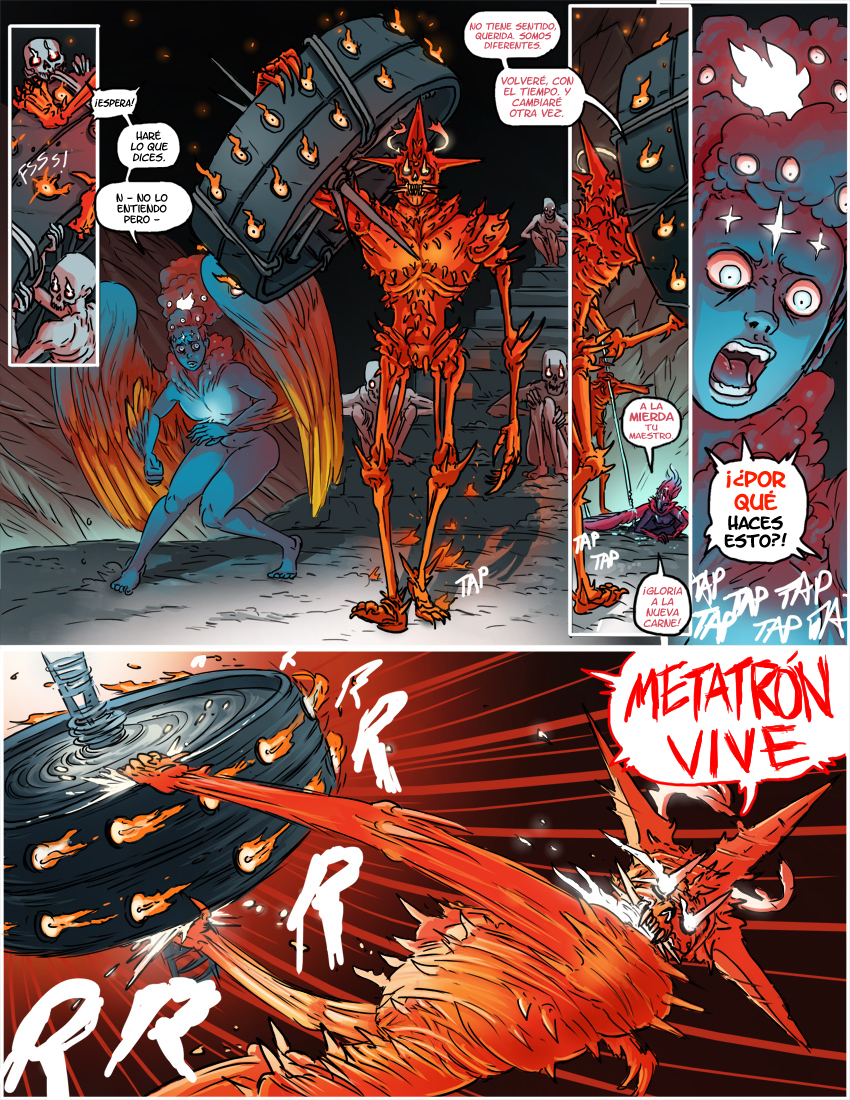 FSSS!
¡ESPERA!
HARÉ
LO QUE
DICES.
N - NO LO
ENTIENDO
PERO -
TAP
NO TIENE SENTIDO,
QUERIDA. SOMOS
DIFERENTES.
VOLVERÉ, CON
EL TIEMPO. Y
CAMBIARÉ
OTRA VEZ.
A LA
MIERDA
TU
MAESTRO.
TAP
TAP
¡GLORIA
A LA
NUEVA
CARNE!
¡¿POR
QUÉ
HACES
ESTO?!
TAP
TAP
TAP
TAP
TAP
TA
R
R
R
R
R
METATRÓN
VIVE